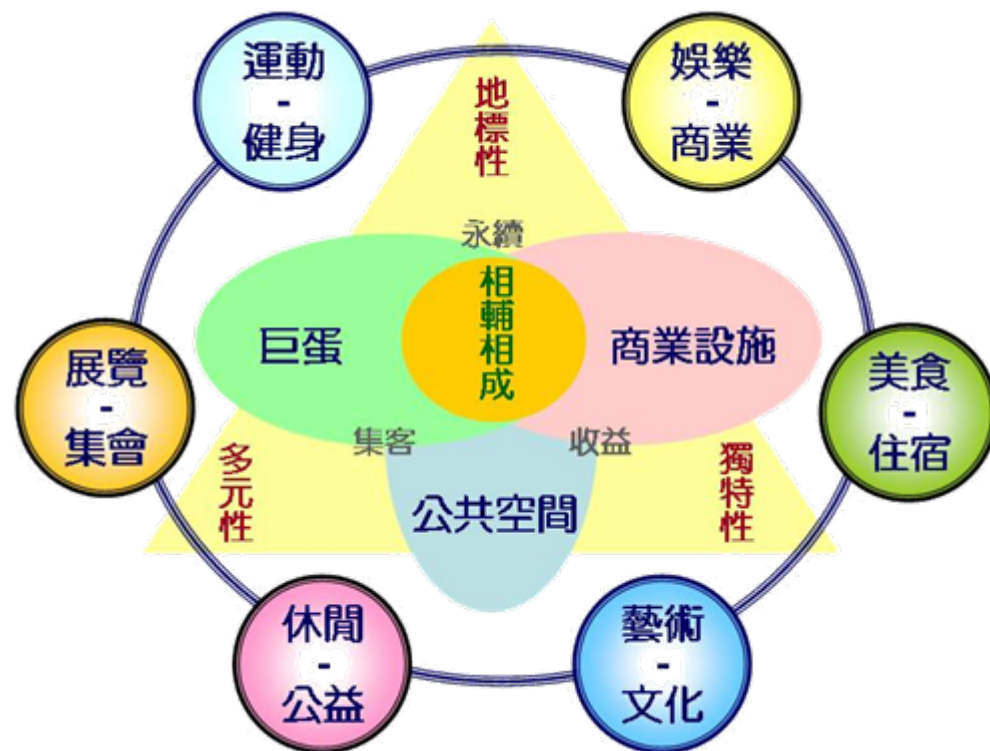 運動
-
健身
娛樂
-
商業
地標性
永續
相輔相成
巨蛋
商業設施
展覽
-
集會
美食
-
住宿
集客
收益
多元性
獨特性
公共空間
休閒
-
公益
藝術
-
文化